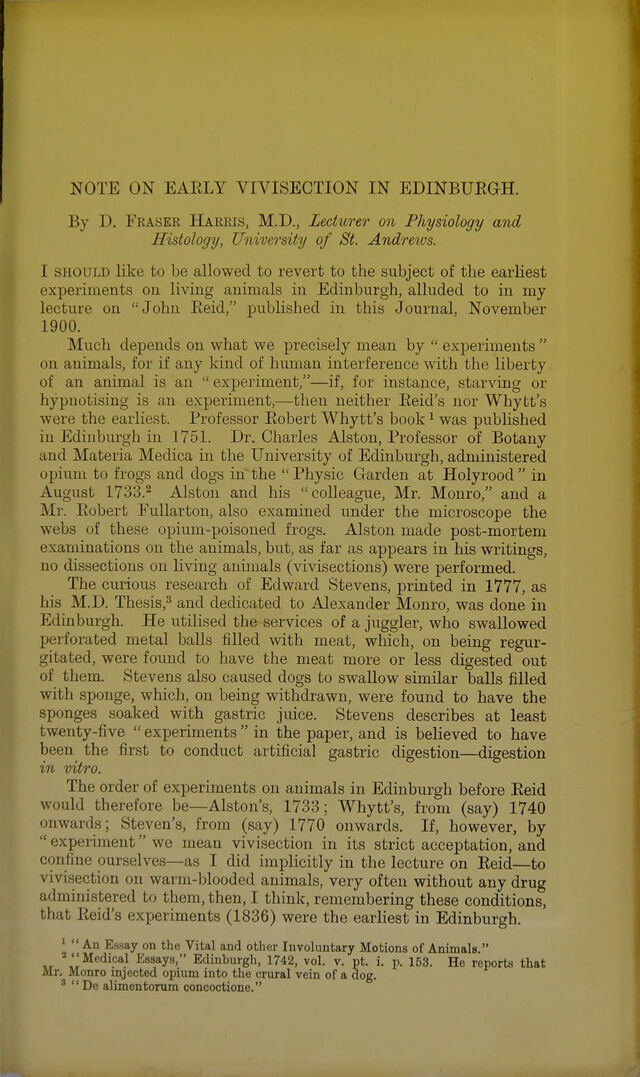 NOTE ON EARLY VIVISECTION IN EDINBURGH.
By D. FRASER HARRIS, M.D., Lecturer on Physiology and
Histology, University of St. Andrews.
I SHOULD like to be allowed to revert to the subject of the earliest
experiments on living animals in Edinburgh, alluded to in my
lecture on “John Reid,” published in this Journal, November
1900.
Much depends on what we precisely mean by “ experiments ”
on animals, for if any kind of human interference with the liberty
of an animal is an “ experiment,”—if, for instance, starving or
hypnotising is an experiment,—then neither Reid's nor Whytt's
were the earliest. Professor Robert Whytt's book¹ was published
in Edinburgh in 1751. Dr. Charles Alston, Professor of Botany
and Materia Medica in the University of Edinburgh, administered
opium to frogs and dogs in the “ Physic Garden at Holyrood ” in
August 1733.² Alston and his “ colleague, Mr. Monro,” and a
Mr. Robert Fullarton, also examined under the microscope the
webs of these opium-poisoned frogs. Alston made post-mortem
examinations on the animals, but, as far as appears in his writings,
no dissections on living animals (vivisections) were performed.
The curious research of Edward Stevens, printed in 1777, as
his M.D. Thesis,³ and dedicated to Alexander Monro, was done in
Edinburgh. He utilised the services of a juggler, who swallowed
perforated metal balls filled with meat, which, on being regur-
gitated, were found to have the meat more or less digested out
of them. Stevens also caused dogs to swallow similar balls filled
with sponge, which, on being withdrawn, were found to have the
sponges soaked with gastric juice. Stevens describes at least
twenty-five “ experiments ” in the paper, and is believed to have
been the first to conduct artificial gastric digestion—digestion
in vitro.
The order of experiments on animals in Edinburgh before Reid
would therefore be—Alston's, 1733 ; Whytt's, from (say) 1740
onwards ; Steven's, from (say) 1770 onwards. If, however, by
“ experiment ” we mean vivisection in its strict acceptation, and
confine ourselves—as I did implicitly in the lecture on Reid—to
vivisection on warm-blooded animals, very often without any drug
administered to them, then, I think, remembering these conditions,
that Reid's experiments (1836) were the earliest in Edinburgh.
¹ “ An Essay on the Vital and other Involuntary Motions of Animals.”
² “ Medical Essays,” Edinburgh, 1742, vol. v. pt. i. p. 153. He reports that
Mr. Monro injected opium into the crural vein of a dog.
³ “ De alimentorum concoctione.”